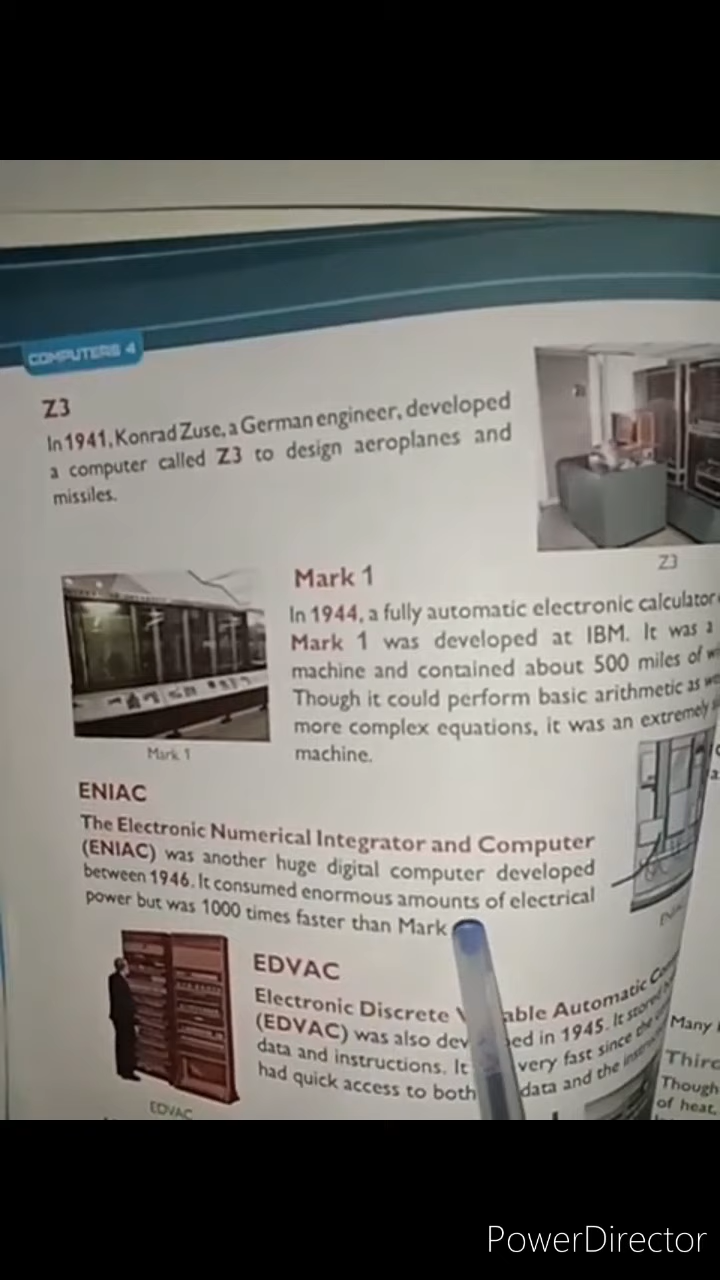 COMPUTERS 4
Z3
In 1941, Konrad Zuse, a German engineer, developed
a computer called Z3 to design aeroplanes and
missiles.
Z3
Mark 1
In 1944, a fully automatic electronic calculator
Mark 1 was developed at IBM. It was a
machine and contained about 500 miles of
Though it could perform basic arithmetic as
more complex equations, it was an extremely
machine.
Mark 1
ENIAC
The Electronic Numerical Integrator and Computer
(ENIAC) was another huge digital computer developed
between 1946. It consumed enormous amounts of electrical
power but was 1000 times faster than Mark
EDVAC
Electronic Discrete able Automatic
(EDVAC) was also dev ed in 1945. It stored
data and instructions. It very fast since the
had quick access to both data and the
EDVAC
Many
Third
Though
of heat,
PowerDirector